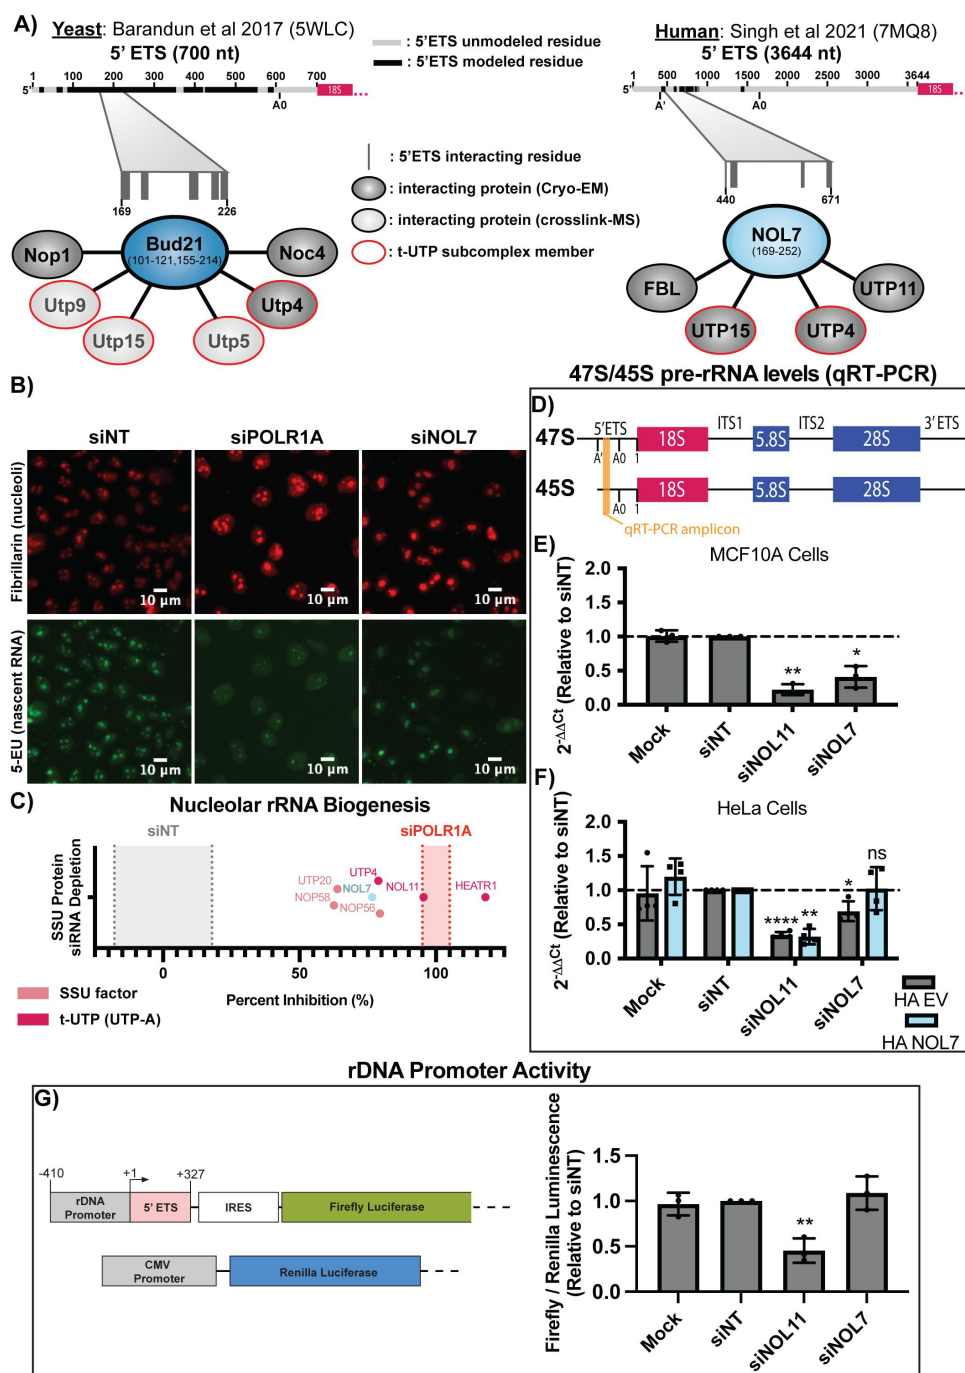 A)
Yeast: Barandun et al 2017 (5WLC)
5' ETS (700 nt)
1 100 200 300 400 500 600 700
5'
18S
...
A0
169
226
Bud21
(101-121,155-214)
Nop1
Noc4
Utp9
Utp4
Utp15
Utp5
: 5'ETS unmodeled residue
: 5'ETS modeled residue
: 5'ETS interacting residue
: interacting protein (Cryo-EM)
: interacting protein (crosslink-MS)
: t-UTP subcomplex member
Human: Singh et al 2021 (7MQ8)
5' ETS (3644 nt)
1 500 1000 1500 2000 2500 3000 3644
5'
18S
...
A'
A0
440
671
NOL7
(169-252)
FBL
UTP11
UTP15
UTP4
B)
siNT
siPOLR1A
siNOL7
Fibrillarin (nucleoli)
10 μm
10 μm
10 μm
5-EU (nascent RNA)
10 μm
10 μm
10 μm
C)
Nucleolar rRNA Biogenesis
siNT
siPOLR1A
SSU Protein
siRNA Depletion
UTP4
UTP20
NOL7
NOL11
HEATR1
NOP58
NOP56
0 50 100
Percent Inhibition (%)
SSU factor
t-UTP (UTP-A)
47S/45S pre-rRNA levels (qRT-PCR)
D)
5'ETS
ITS1
ITS2
3'ETS
47S
18S
5.8S
28S
A'
A0
1
45S
18S
5.8S
28S
A0
1
qRT-PCR amplicon
E)
MCF10A Cells
2-ΔΔCt (Relative to siNT)
2.0
1.5
1.0
0.5
0.0
**
*
Mock
siNT
siNOL11
siNOL7
F)
HeLa Cells
2-ΔΔCt (Relative to siNT)
2.0
1.5
1.0
0.5
0.0
****
**
*
ns
Mock
siNT
siNOL11
siNOL7
HA EV
HA NOL7
rDNA Promoter Activity
G)
-410
+1
+327
rDNA
Promoter
5' ETS
IRES
Firefly Luciferase
CMV
Promoter
Renilla Luciferase
Firefly / Renilla Luminescence
(Relative to siNT)
1.5
1.0
0.5
0.0
**
Mock
siNT
siNOL11
siNOL7